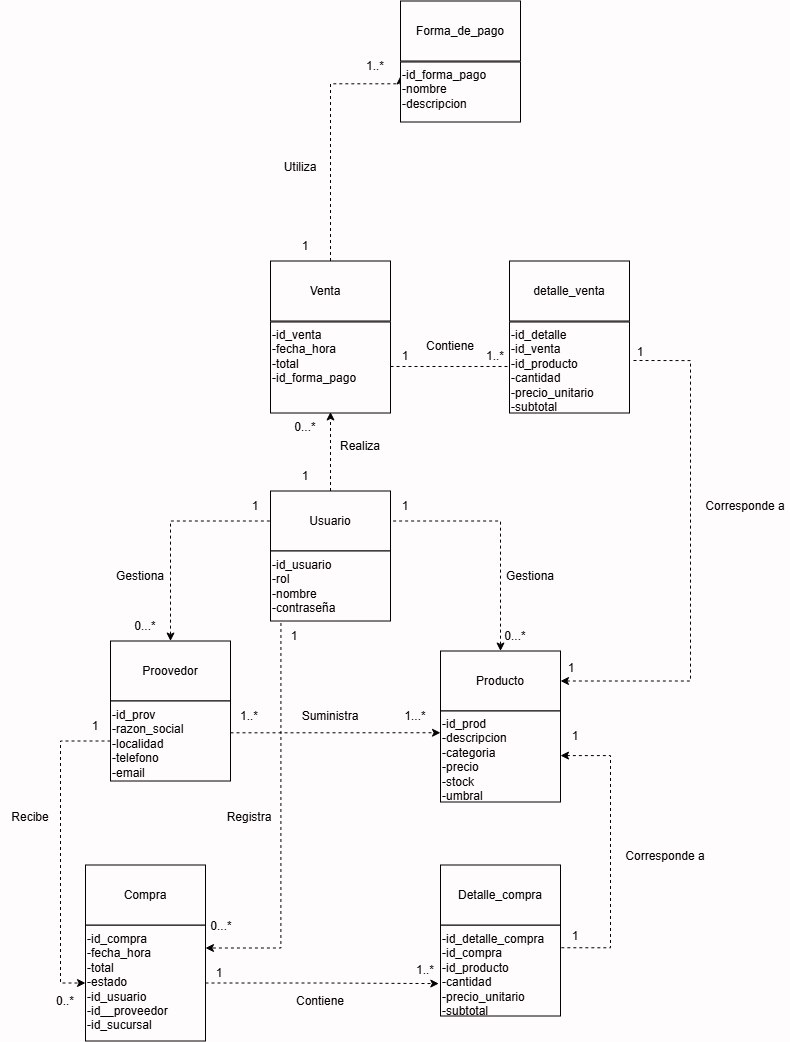 Forma_de_pago
-id_forma_pago
-nombre
-descripcion
1..*
Utiliza
1
Venta
-id_venta
-fecha_hora
-total
-id_forma_pago
detalle_venta
-id_detalle
-id_venta
-id_producto
-cantidad
-precio_unitario
-subtotal
Contiene
1
1..*
1
Corresponde a
0...*
Realiza
1
Usuario
-id_usuario
-rol
-nombre
-contraseña
1
1
Gestiona
Gestiona
0...*
0...*
1
Proovedor
-id_prov
-razon_social
-localidad
-telefono
-email
Producto
-id_prod
-descripcion
-categoria
-precio
-stock
-umbral
1
1..*
Suministra
1...*
1
1
Recibe
Registra
Corresponde a
Compra
-id_compra
-fecha_hora
-total
-estado
-id_usuario
-id__proveedor
-id_sucursal
Detalle_compra
-id_detalle_compra
-id_compra
-id_producto
-cantidad
-precio_unitario
-subtotal
0...*
1
1
1..*
0..*
Contiene